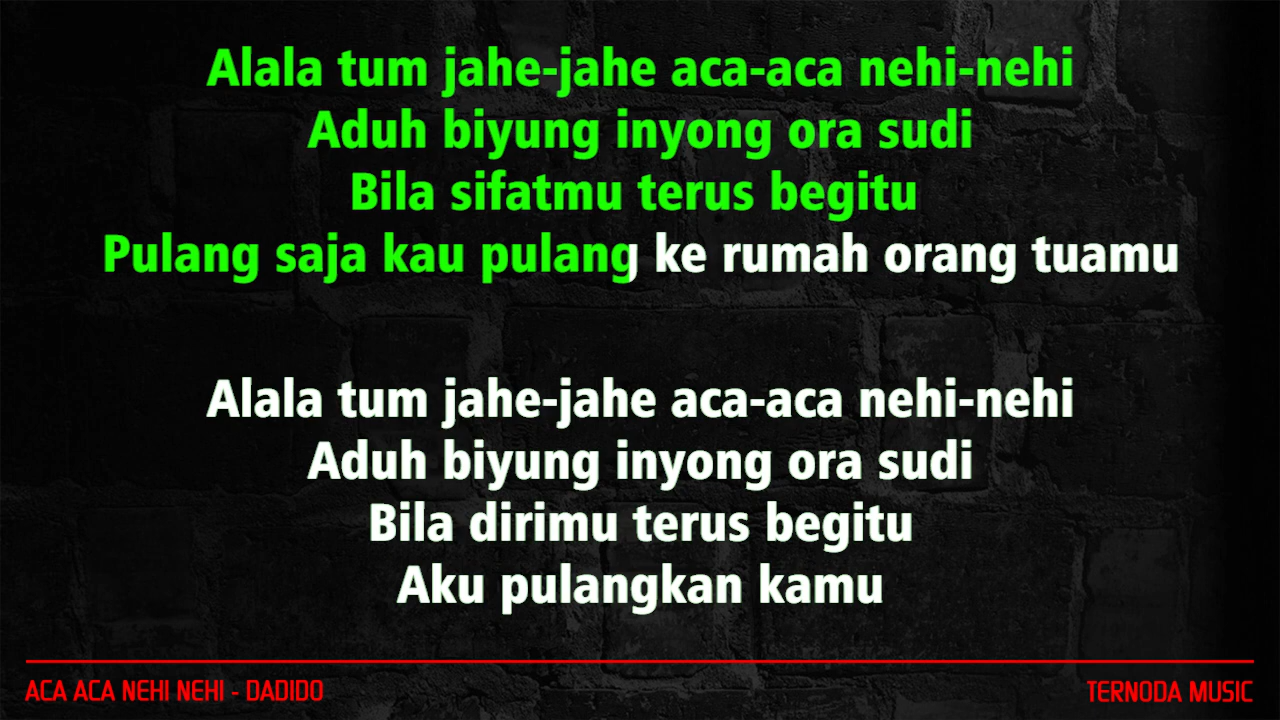 Alala tum jahe-jahe aca-aca nehi-nehi
Aduh biyung inyong ora sudi
Bila sifatmu terus begitu
Pulang saja kau pulang ke rumah orang tuamu
Alala tum jahe-jahe aca-aca nehi-nehi
Aduh biyung inyong ora sudi
Bila dirimu terus begitu
Aku pulangkan kamu
ACA ACA NEHI NEHI - DADIDO
TERNODA MUSIC